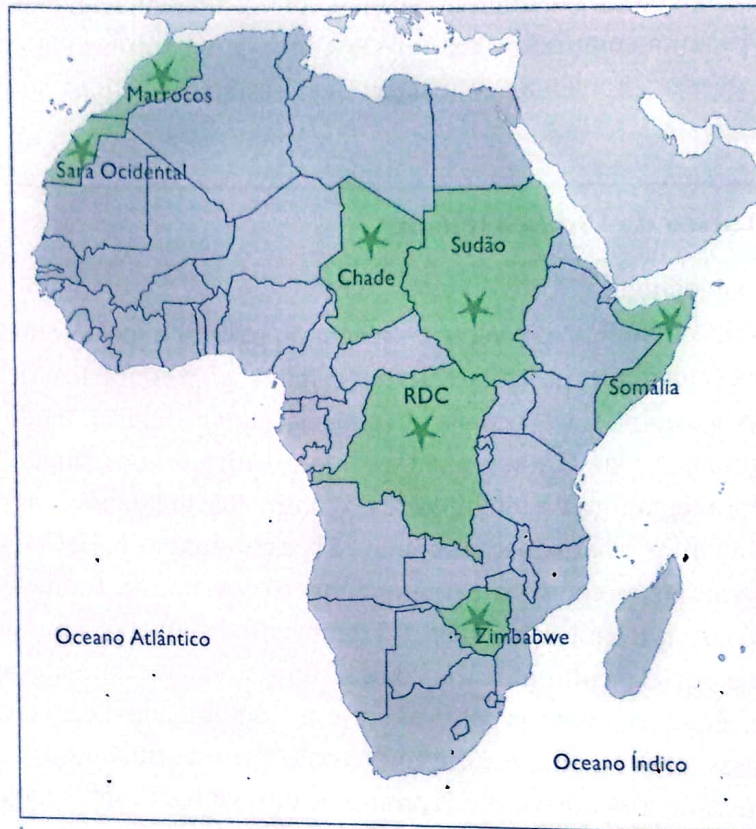 Marrocos
Sara Ocidental
Sudão
Chade
RDC
Somália
Oceano Atlântico
Zimbabwe
Oceano Índico